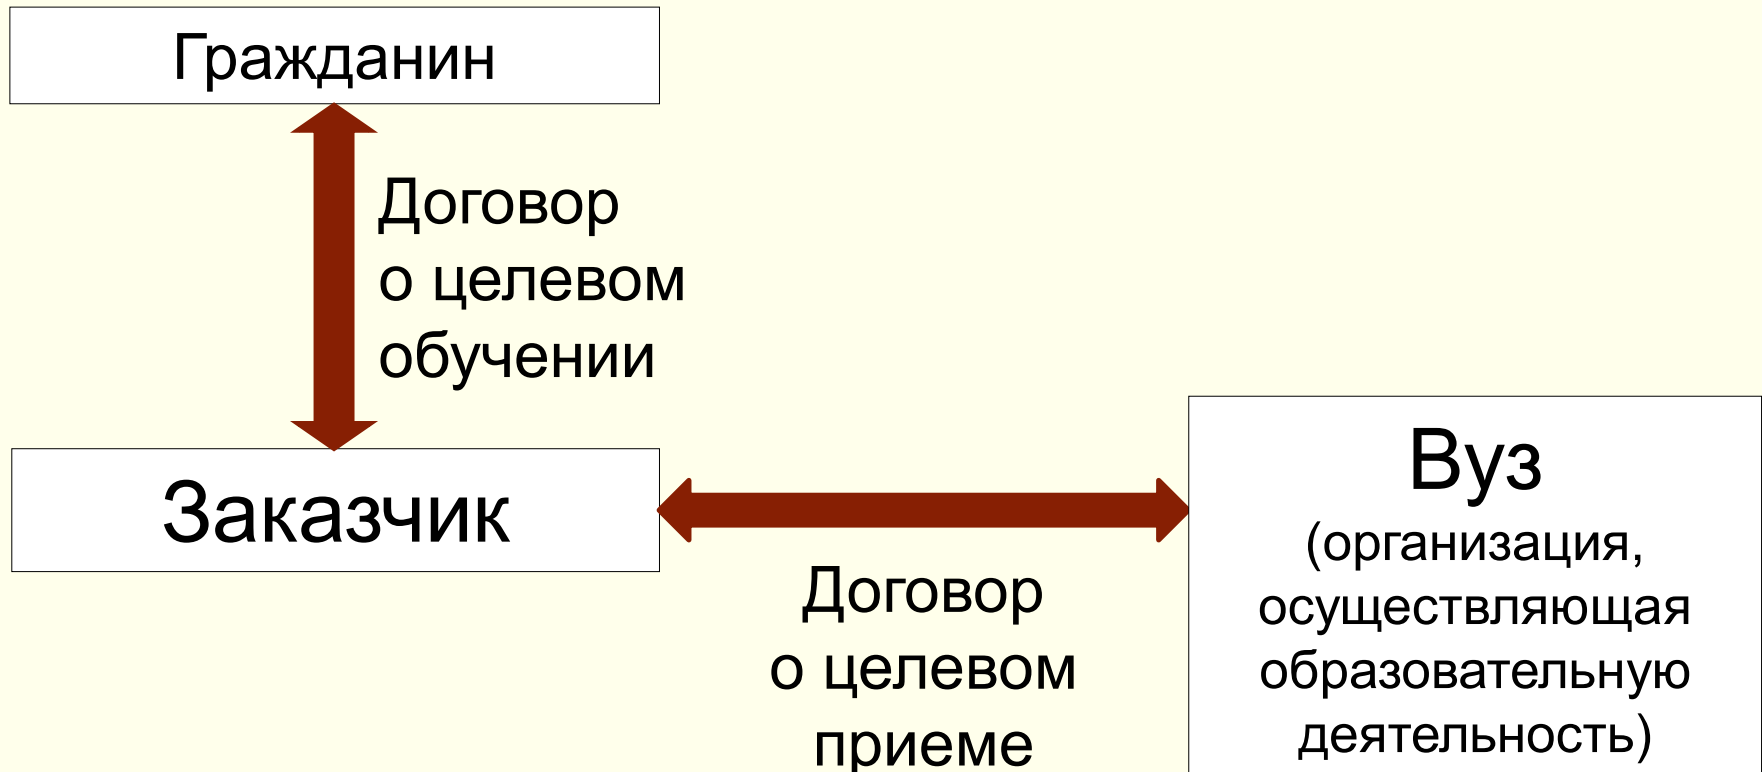 Гражданин
Договор
о целевом
обучении
Заказчик
Договор
о целевом
приеме
Вуз
(организация,
осуществляющая
образовательную
деятельность)